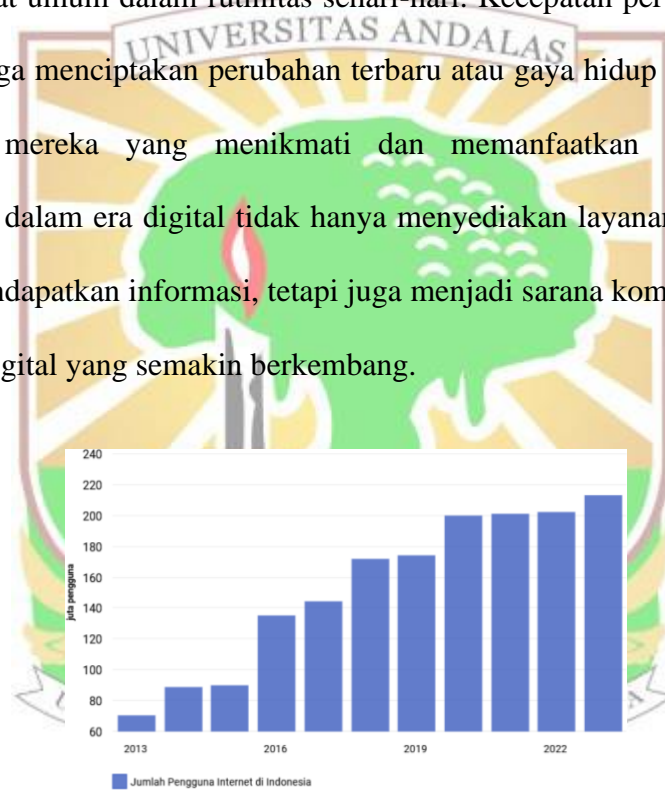 at umum dalam rutinitas sehari-hari. Kecepatan per
UNIVERSITAS ANDALAS
ga menciptakan perubahan terbaru atau gaya hidup
mereka yang menikmati dan memanfaatkan
dalam era digital tidak hanya menyediakan layanan
ndapatkan informasi, tetapi juga menjadi sarana kom
gital yang semakin berkembang.
240
220
200
180
160
juta pengguna
140
120
100
80
60
2013 2016 2019 2022
Jumlah Pengguna Internet di Indonesia